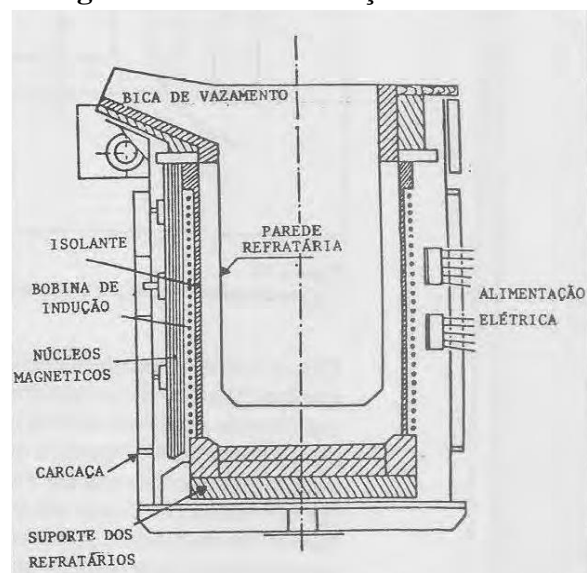 BICA DE VAZAMENTO
PAREDE
REFRATÁRIA
ISOLANTE
BOBINA DE
INDUÇÃO
NÚCLEOS
MAGNETICOS
CARCAÇA
SUPORTE DOS
REFRATÁRIOS
ALIMENTAÇÃO
ELÉTRICA